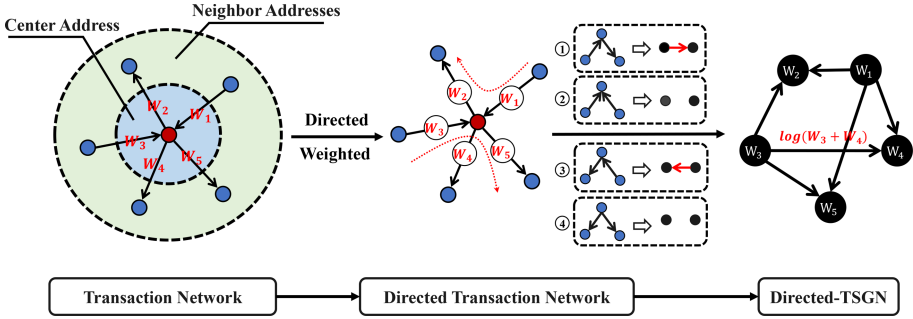 Neighbor Addresses
Center Address
W₂
W₁
W₃
W₄
W₅
Directed
Weighted
W₂
W₁
W₃
W₄
W₅
①
②
③
④
W₂
W₁
log(W₃ + W₄)
W₃
W₄
W₅
Transaction Network
Directed Transaction Network
Directed-TSGN